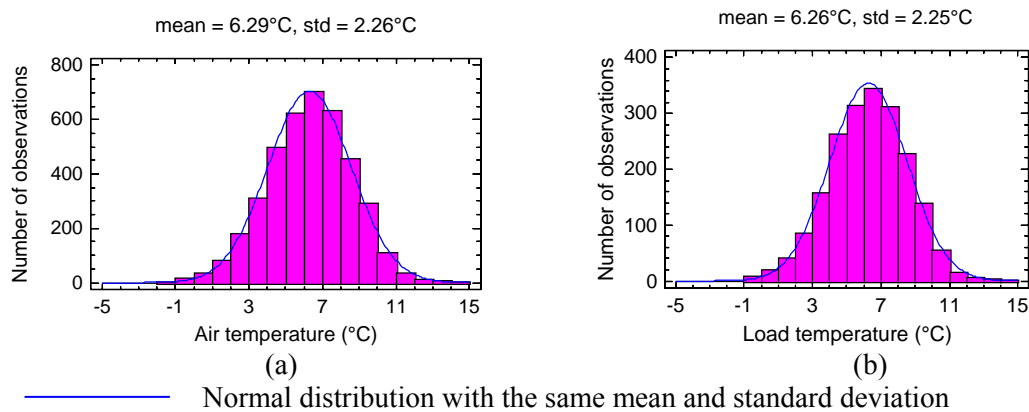 mean = 6.29°C, std = 2.26°C
800
600
400
200
0
Number of observations
-5 -1 3 7 11 15
Air temperature (°C)
(a)
mean = 6.26°C, std = 2.25°C
400
300
200
100
0
Number of observations
-5 -1 3 7 11 15
Load temperature (°C)
(b)
Normal distribution with the same mean and standard deviation